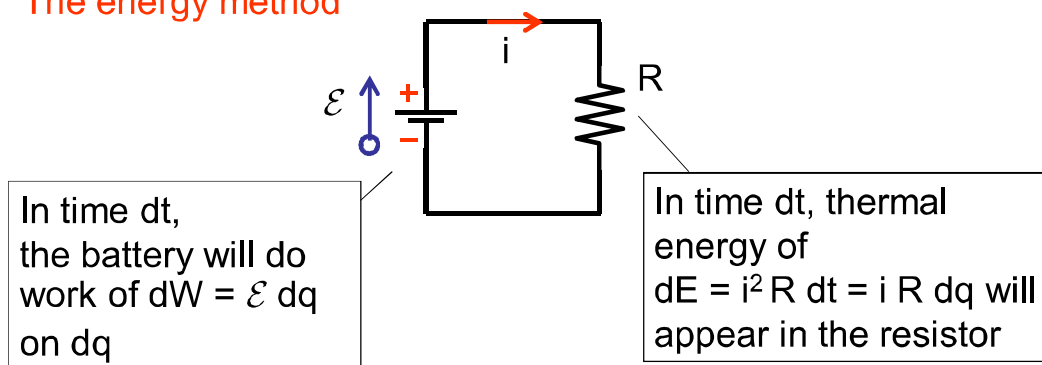 The energy method
i
R
ℰ
+
−
In time dt,
the battery will do
work of dW = ℰ dq
on dq
In time dt, thermal
energy of
dE = i² R dt = i R dq will
appear in the resistor